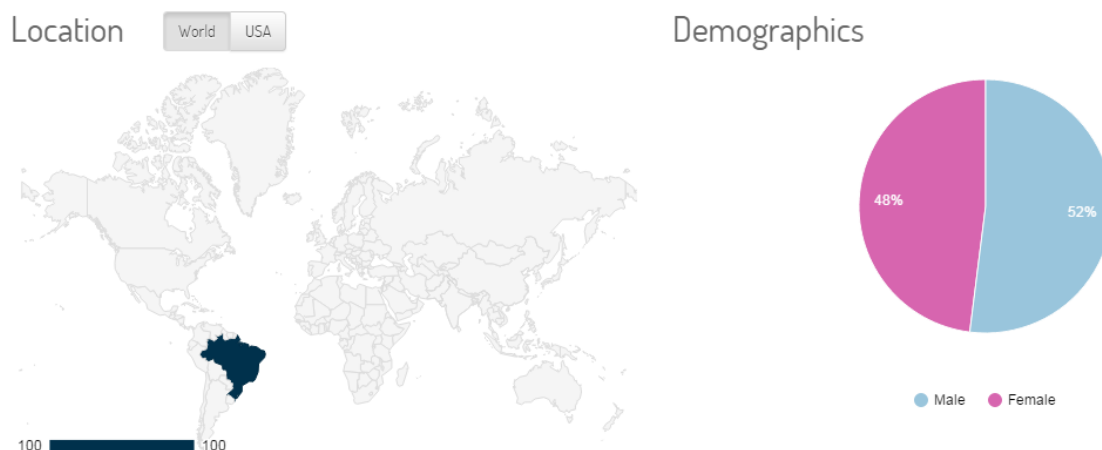 Location
World
USA
Demographics
48%
52%
Male
Female
100
100